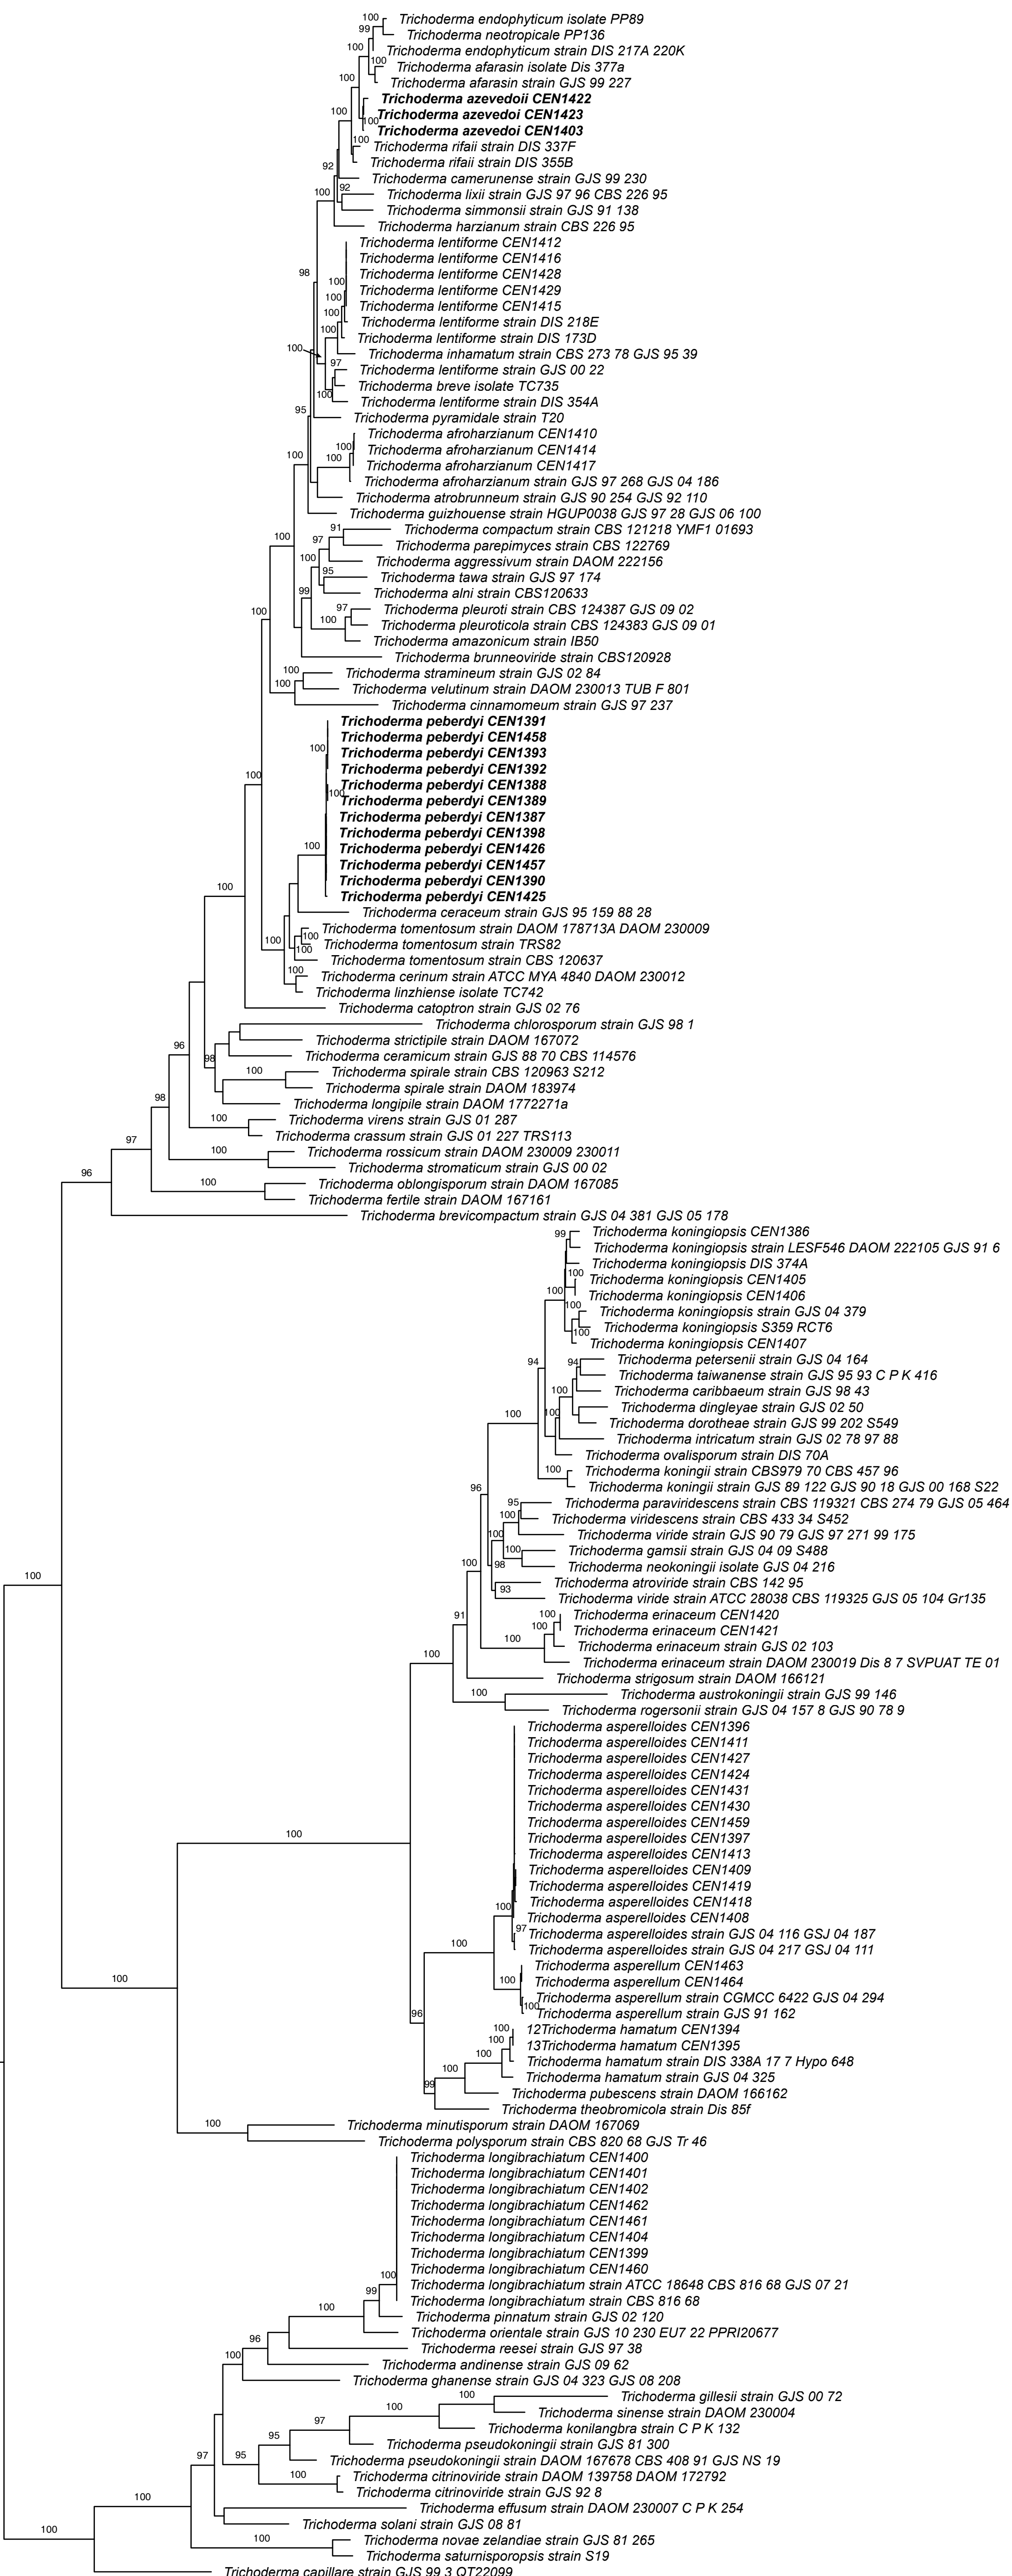 Trichoderma endophyticum isolate PP89
Trichoderma neotropicale PP136
Trichoderma endophyticum strain DIS 217A 220K
Trichoderma afarasin isolate Dis 377a
Trichoderma afarasin strain GJS 99 227
Trichoderma azevedoii CEN1422
Trichoderma azevedoi CEN1423
Trichoderma azevedoi CEN1403
Trichoderma rifaii strain DIS 337F
Trichoderma rifaii strain DIS 355B
Trichoderma camerunense strain GJS 99 230
Trichoderma lixii strain GJS 97 96 CBS 226 95
Trichoderma simmonsii strain GJS 91 138
Trichoderma harzianum strain CBS 226 95
Trichoderma lentiforme CEN1412
Trichoderma lentiforme CEN1416
Trichoderma lentiforme CEN1428
Trichoderma lentiforme CEN1429
Trichoderma lentiforme CEN1415
Trichoderma lentiforme strain DIS 218E
Trichoderma lentiforme strain DIS 173D
Trichoderma inhamatum strain CBS 273 78 GJS 95 39
Trichoderma lentiforme strain GJS 00 22
Trichoderma breve isolate TC735
Trichoderma lentiforme strain DIS 354A
Trichoderma pyramidale strain T20
Trichoderma afroharzianum CEN1410
Trichoderma afroharzianum CEN1414
Trichoderma afroharzianum CEN1417
Trichoderma afroharzianum strain GJS 97 268 GJS 04 186
Trichoderma atrobrunneum strain GJS 90 254 GJS 92 110
Trichoderma guizhouense strain HGUP0038 GJS 97 28 GJS 06 100
Trichoderma compactum strain CBS 121218 YMF1 01693
Trichoderma parepimyces strain CBS 122769
Trichoderma aggressivum strain DAOM 222156
Trichoderma tawa strain GJS 97 174
Trichoderma alni strain CBS120633
Trichoderma pleuroti strain CBS 124387 GJS 09 02
Trichoderma pleuroticola strain CBS 124383 GJS 09 01
Trichoderma amazonicum strain IB50
Trichoderma brunneoviride strain CBS120928
Trichoderma stramineum strain GJS 02 84
Trichoderma velutinum strain DAOM 230013 TUB F 801
Trichoderma cinnamomeum strain GJS 97 237
Trichoderma peberdyi CEN1391
Trichoderma peberdyi CEN1458
Trichoderma peberdyi CEN1393
Trichoderma peberdyi CEN1392
Trichoderma peberdyi CEN1388
Trichoderma peberdyi CEN1389
Trichoderma peberdyi CEN1387
Trichoderma peberdyi CEN1398
Trichoderma peberdyi CEN1426
Trichoderma peberdyi CEN1457
Trichoderma peberdyi CEN1390
Trichoderma peberdyi CEN1425
Trichoderma ceraceum strain GJS 95 159 88 28
Trichoderma tomentosum strain DAOM 178713A DAOM 230009
Trichoderma tomentosum strain TRS82
Trichoderma tomentosum strain CBS 120637
Trichoderma cerinum strain ATCC MYA 4840 DAOM 230012
Trichoderma linzhiense isolate TC742
Trichoderma catoptron strain GJS 02 76
Trichoderma chlorosporum strain GJS 98 1
Trichoderma strictipile strain DAOM 167072
Trichoderma ceramicum strain GJS 88 70 CBS 114576
Trichoderma spirale strain CBS 120963 S212
Trichoderma spirale strain DAOM 183974
Trichoderma longipile strain DAOM 1772271a
Trichoderma virens strain GJS 01 287
Trichoderma crassum strain GJS 01 227 TRS113
Trichoderma rossicum strain DAOM 230009 230011
Trichoderma stromaticum strain GJS 00 02
Trichoderma oblongisporum strain DAOM 167085
Trichoderma fertile strain DAOM 167161
Trichoderma brevicompactum strain GJS 04 381 GJS 05 178
Trichoderma koningiopsis CEN1386
Trichoderma koningiopsis strain LESF546 DAOM 222105 GJS 91 6
Trichoderma koningiopsis DIS 374A
Trichoderma koningiopsis CEN1405
Trichoderma koningiopsis CEN1406
Trichoderma koningiopsis strain GJS 04 379
Trichoderma koningiopsis S359 RCT6
Trichoderma koningiopsis CEN1407
Trichoderma petersenii strain GJS 04 164
Trichoderma taiwanense strain GJS 95 93 C P K 416
Trichoderma caribbaeum strain GJS 98 43
Trichoderma dingleyae strain GJS 02 50
Trichoderma dorotheae strain GJS 99 202 S549
Trichoderma intricatum strain GJS 02 78 97 88
Trichoderma ovalisporum strain DIS 70A
Trichoderma koningii strain CBS979 70 CBS 457 96
Trichoderma koningii strain GJS 89 122 GJS 90 18 GJS 00 168 S22
Trichoderma paraviridescens strain CBS 119321 CBS 274 79 GJS 05 464
Trichoderma viridescens strain CBS 433 34 S452
Trichoderma viride strain GJS 90 79 GJS 97 271 99 175
Trichoderma gamsii strain GJS 04 09 S488
Trichoderma neokoningii isolate GJS 04 216
Trichoderma atroviride strain CBS 142 95
Trichoderma viride strain ATCC 28038 CBS 119325 GJS 05 104 Gr135
Trichoderma erinaceum CEN1420
Trichoderma erinaceum CEN1421
Trichoderma erinaceum strain GJS 02 103
Trichoderma erinaceum strain DAOM 230019 Dis 8 7 SVPUAT TE 01
Trichoderma strigosum strain DAOM 166121
Trichoderma austrokoningii strain GJS 99 146
Trichoderma rogersonii strain GJS 04 157 8 GJS 90 78 9
Trichoderma asperelloides CEN1396
Trichoderma asperelloides CEN1411
Trichoderma asperelloides CEN1427
Trichoderma asperelloides CEN1424
Trichoderma asperelloides CEN1431
Trichoderma asperelloides CEN1430
Trichoderma asperelloides CEN1459
Trichoderma asperelloides CEN1397
Trichoderma asperelloides CEN1413
Trichoderma asperelloides CEN1409
Trichoderma asperelloides CEN1419
Trichoderma asperelloides CEN1418
Trichoderma asperelloides CEN1408
Trichoderma asperelloides strain GJS 04 116 GSJ 04 187
Trichoderma asperelloides strain GJS 04 217 GSJ 04 111
Trichoderma asperellum CEN1463
Trichoderma asperellum CEN1464
Trichoderma asperellum strain CGMCC 6422 GJS 04 294
Trichoderma asperellum strain GJS 91 162
12Trichoderma hamatum CEN1394
13Trichoderma hamatum CEN1395
Trichoderma hamatum strain DIS 338A 17 7 Hypo 648
Trichoderma hamatum strain GJS 04 325
Trichoderma pubescens strain DAOM 166162
Trichoderma theobromicola strain Dis 85f
Trichoderma minutisporum strain DAOM 167069
Trichoderma polysporum strain CBS 820 68 GJS Tr 46
Trichoderma longibrachiatum CEN1400
Trichoderma longibrachiatum CEN1401
Trichoderma longibrachiatum CEN1402
Trichoderma longibrachiatum CEN1462
Trichoderma longibrachiatum CEN1461
Trichoderma longibrachiatum CEN1404
Trichoderma longibrachiatum CEN1399
Trichoderma longibrachiatum CEN1460
Trichoderma longibrachiatum strain ATCC 18648 CBS 816 68 GJS 07 21
Trichoderma longibrachiatum strain CBS 816 68
Trichoderma pinnatum strain GJS 02 120
Trichoderma orientale strain GJS 10 230 EU7 22 PPRI20677
Trichoderma reesei strain GJS 97 38
Trichoderma andinense strain GJS 09 62
Trichoderma ghanense strain GJS 04 323 GJS 08 208
Trichoderma gillesii strain GJS 00 72
Trichoderma sinense strain DAOM 230004
Trichoderma konilangbra strain C P K 132
Trichoderma pseudokoningii strain GJS 81 300
Trichoderma pseudokoningii strain DAOM 167678 CBS 408 91 GJS NS 19
Trichoderma citrinoviride strain DAOM 139758 DAOM 172792
Trichoderma citrinoviride strain GJS 92 8
Trichoderma effusum strain DAOM 230007 C P K 254
Trichoderma solani strain GJS 08 81
Trichoderma novae zelandiae strain GJS 81 265
Trichoderma saturnisporopsis strain S19
Trichoderma capillare strain GJS 99 3 OT22099